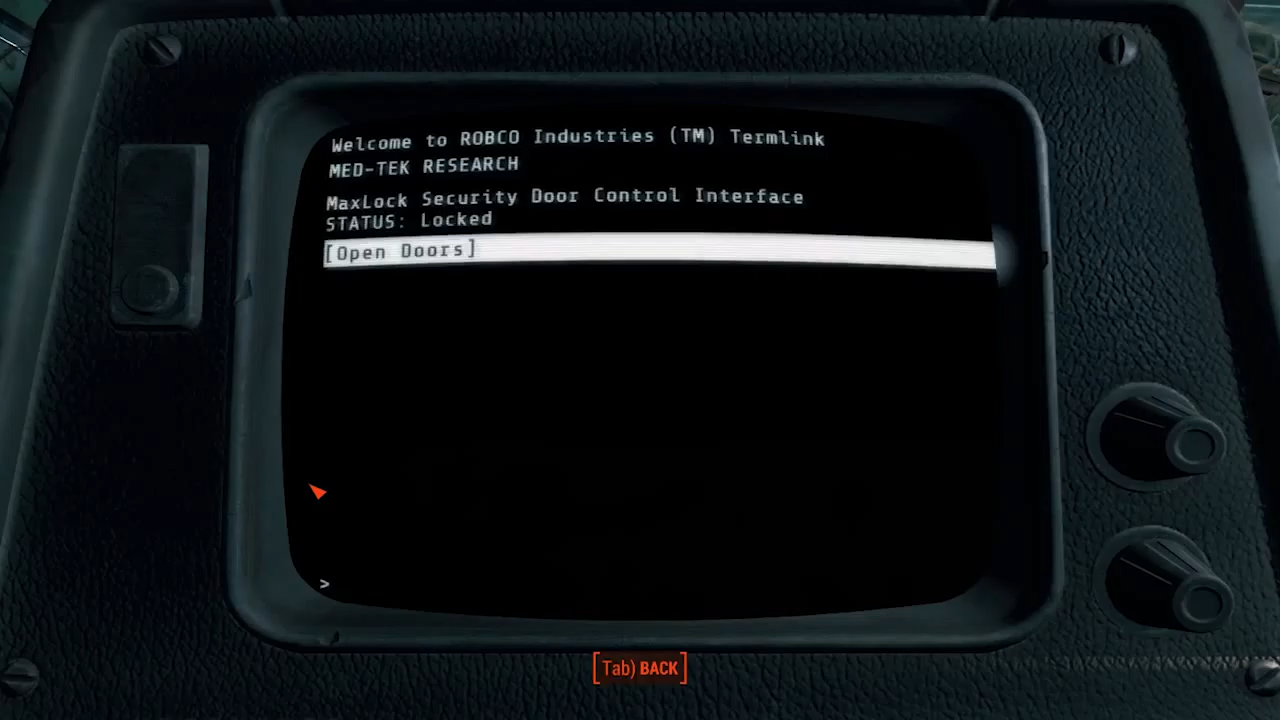 Welcome to ROBCO Industries (TM) Termlink
MED-TEK RESEARCH
MaxLock Security Door Control Interface
STATUS: Locked
[Open Doors]
>
[Tab) BACK]